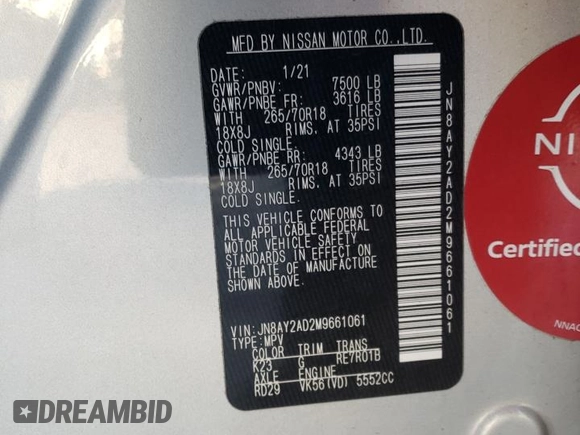 MFD BY NISSAN MOTOR CO.,LTD.
DATE 1/21
GVWR/PNBV: 7500 LB
GAWR/PNBE FR: 3616 LB
WITH 265/70R18 TIRES
18X8J RIMS. AT 35PSI
COLD SINGLE.
GAWR/PNBE RR: 4343 LB
WITH 265/70R18 TIRES
18X8J RIMS. AT 35PSI
COLD SINGLE.
THIS VEHICLE CONFORMS TO
ALL APPLICABLE FEDERAL
MOTOR VEHICLE SAFETY
STANDARDS IN EFFECT ON
THE DATE OF MANUFACTURE
SHOWN ABOVE.
VIN: JN8AY2AD2M9661061
TYPE: MPV
COLOR TRIM TRANS
K23 G RE7R01B
AXLE ENGINE
RD29 VK56(VD) 5552CC
JN8AY2AD2M9661061
NI
Certified
NNAC
DREAMBID